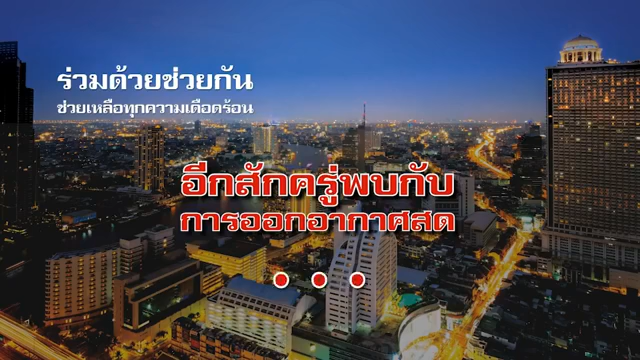 ร่วมด้วยช่วยกัน
ช่วยเหลือทุกความเดือดร้อน
อีกสักครู่พบกับ
การออกอากาศสด